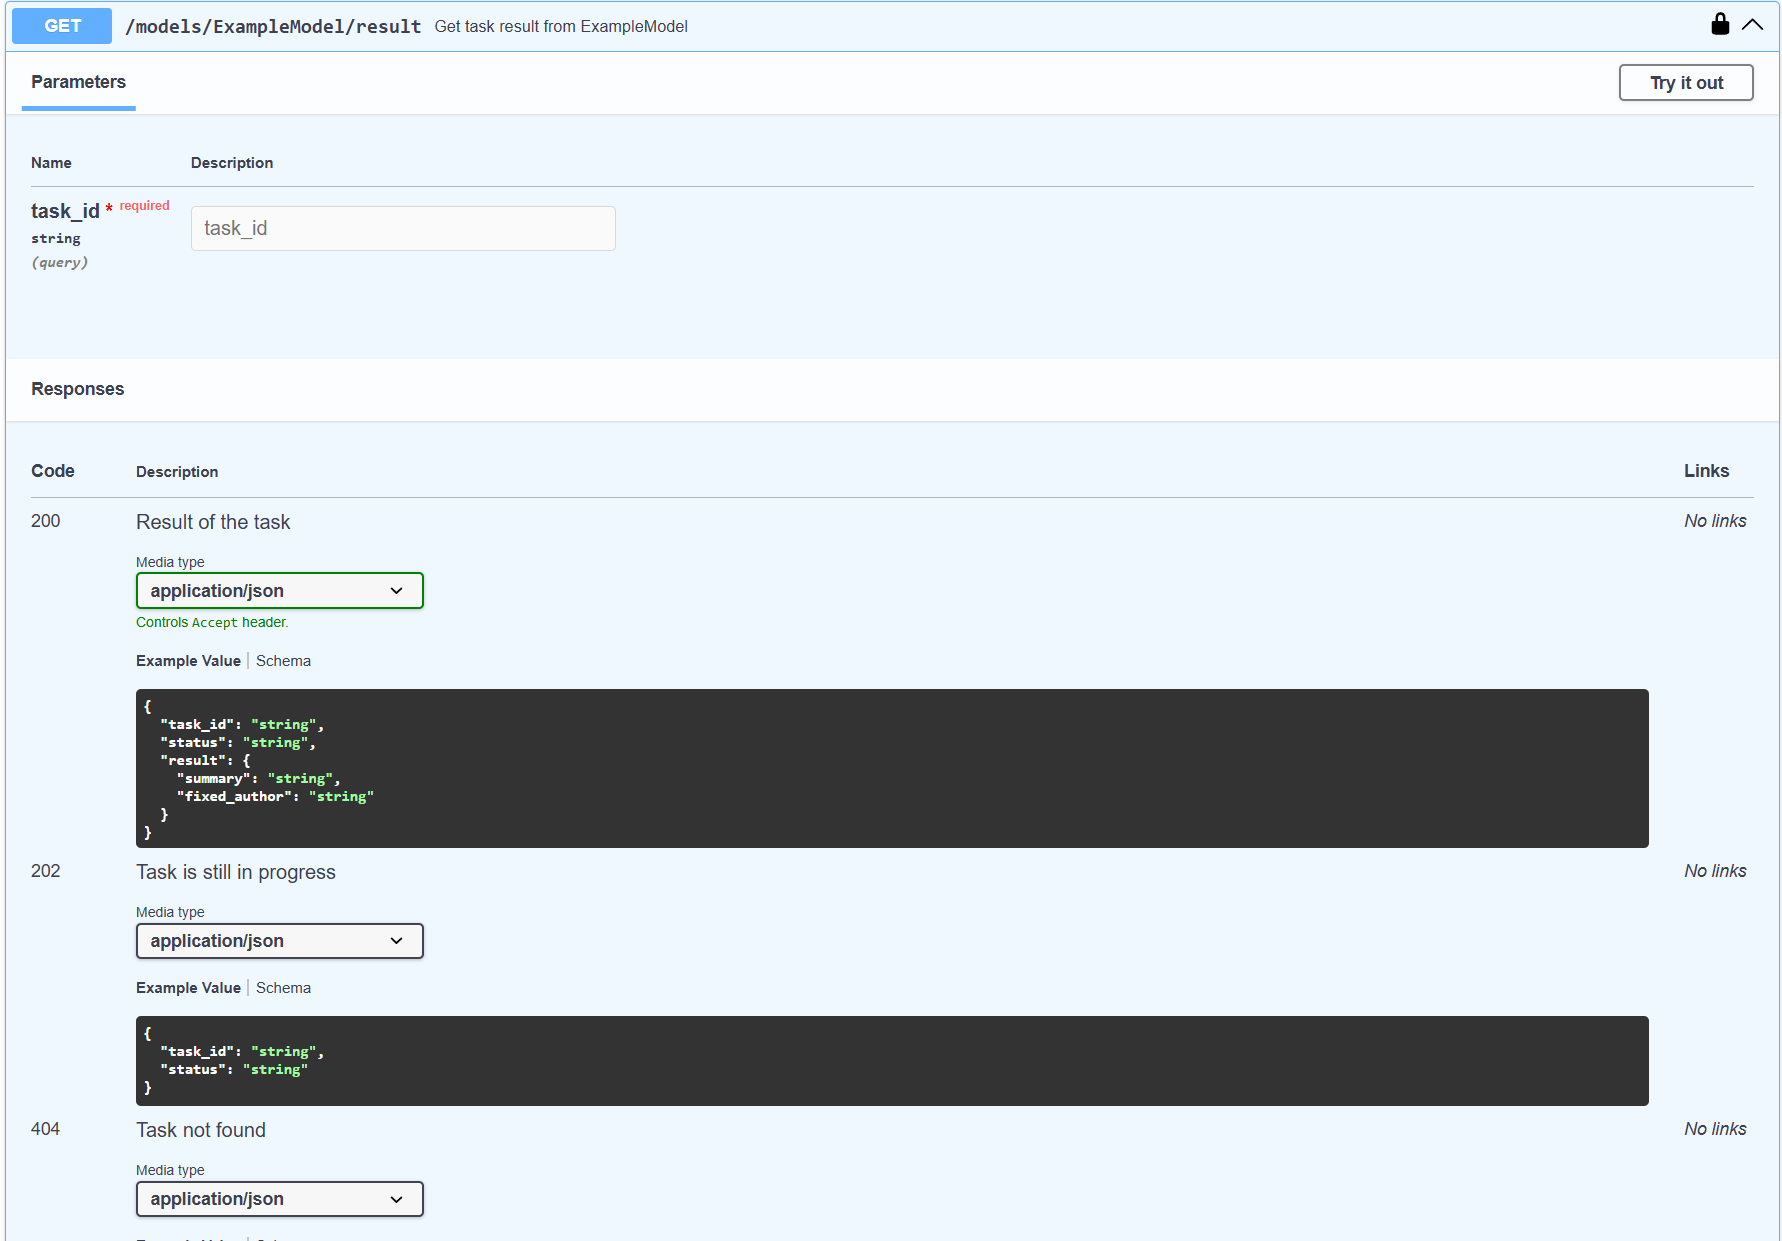 GET /models/ExampleModel/result Get task result from ExampleModel
Parameters
Try it out
Name Description
task_id * required
string
(query)
task_id
Responses
Code Description Links
200 Result of the task No links
Media type
application/json
Controls Accept header.
Example Value Schema
{
"task_id": "string",
"status": "string",
"result": {
"summary": "string",
"fixed_author": "string"
}
}
202 Task is still in progress No links
Media type
application/json
Example Value Schema
{
"task_id": "string",
"status": "string"
}
404 Task not found No links
Media type
application/json